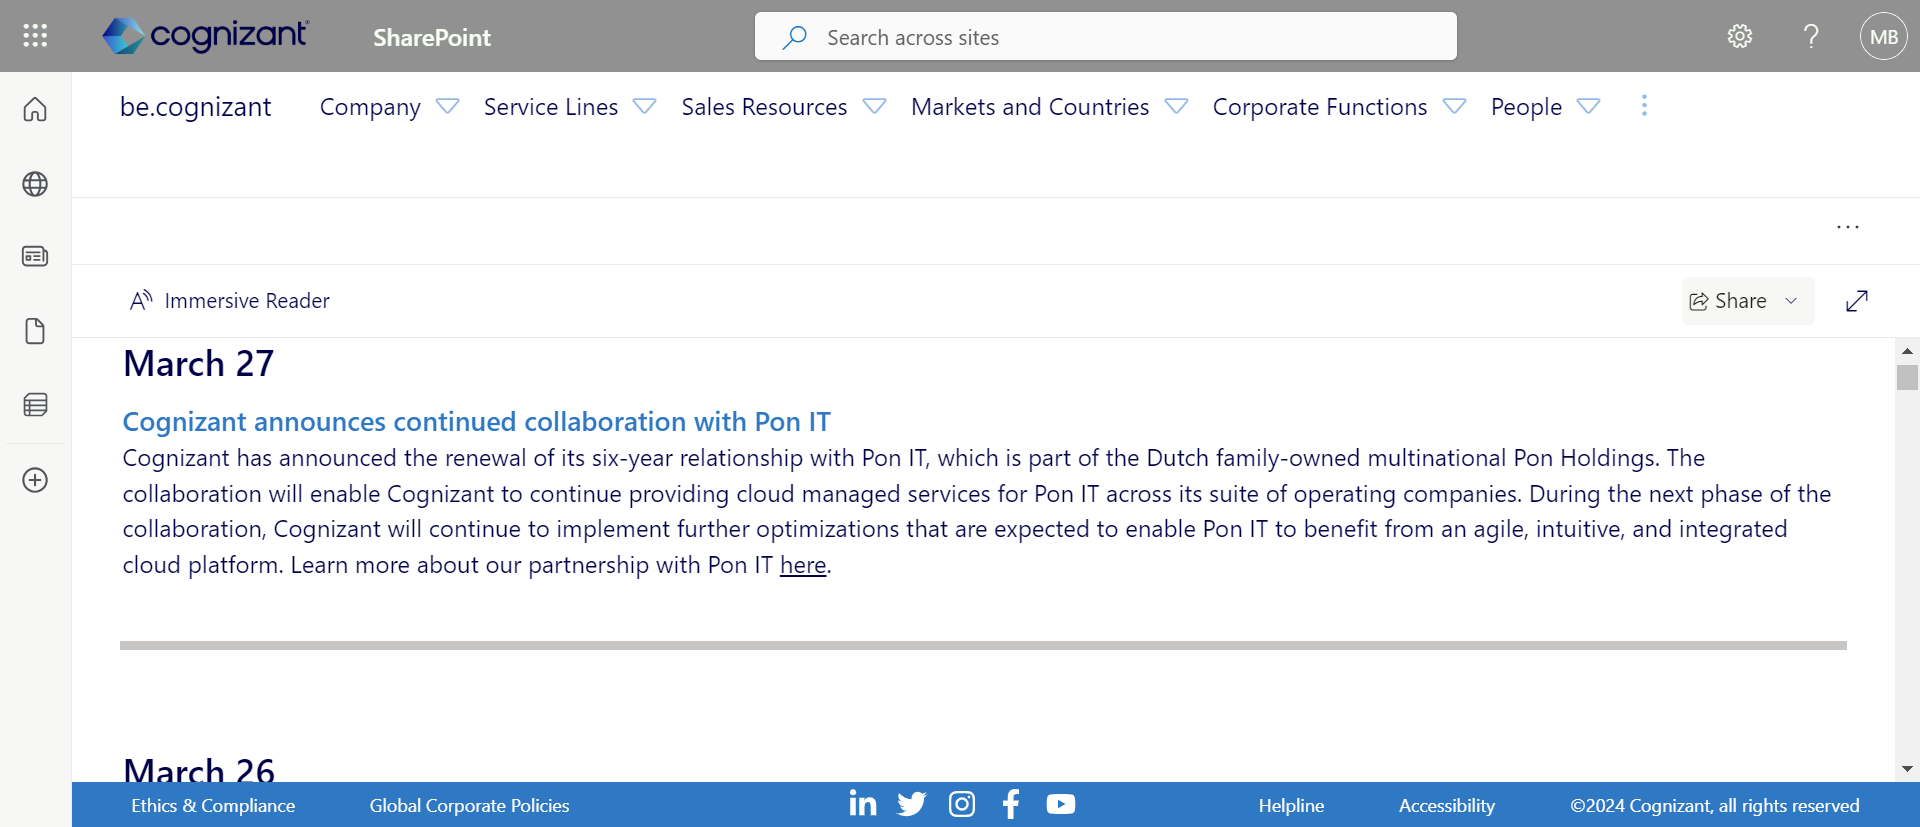 cognizant
SharePoint
Search across sites
MB
be.cognizant
Company
Service Lines
Sales Resources
Markets and Countries
Corporate Functions
People
Immersive Reader
Share
March 27
Cognizant announces continued collaboration with Pon IT
Cognizant has announced the renewal of its six-year relationship with Pon IT, which is part of the Dutch family-owned multinational Pon Holdings. The
collaboration will enable Cognizant to continue providing cloud managed services for Pon IT across its suite of operating companies. During the next phase of the
collaboration, Cognizant will continue to implement further optimizations that are expected to enable Pon IT to benefit from an agile, intuitive, and integrated
cloud platform. Learn more about our partnership with Pon IT here.
March 26
Ethics & Compliance
Global Corporate Policies
Helpline
Accessibility
©2024 Cognizant, all rights reserved